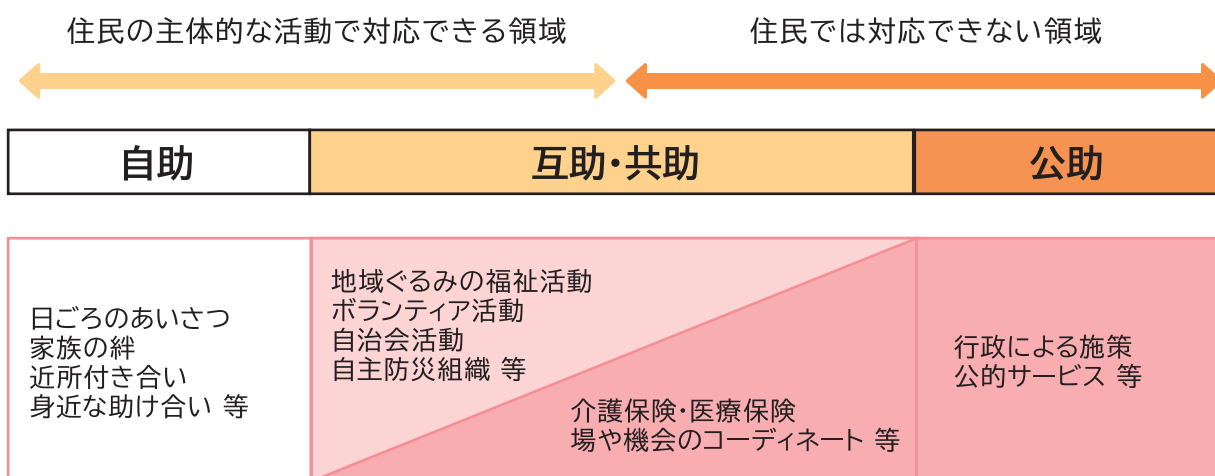 住民の主体的な活動で対応できる領域
住民では対応できない領域
自助
互助・共助
公助
日ごろのあいさつ
家族の絆
近所付き合い
身近な助け合い 等
地域ぐるみの福祉活動
ボランティア活動
自治会活動
自主防災組織 等
介護保険・医療保険
場や機会のコーディネート 等
行政による施策
公的サービス 等